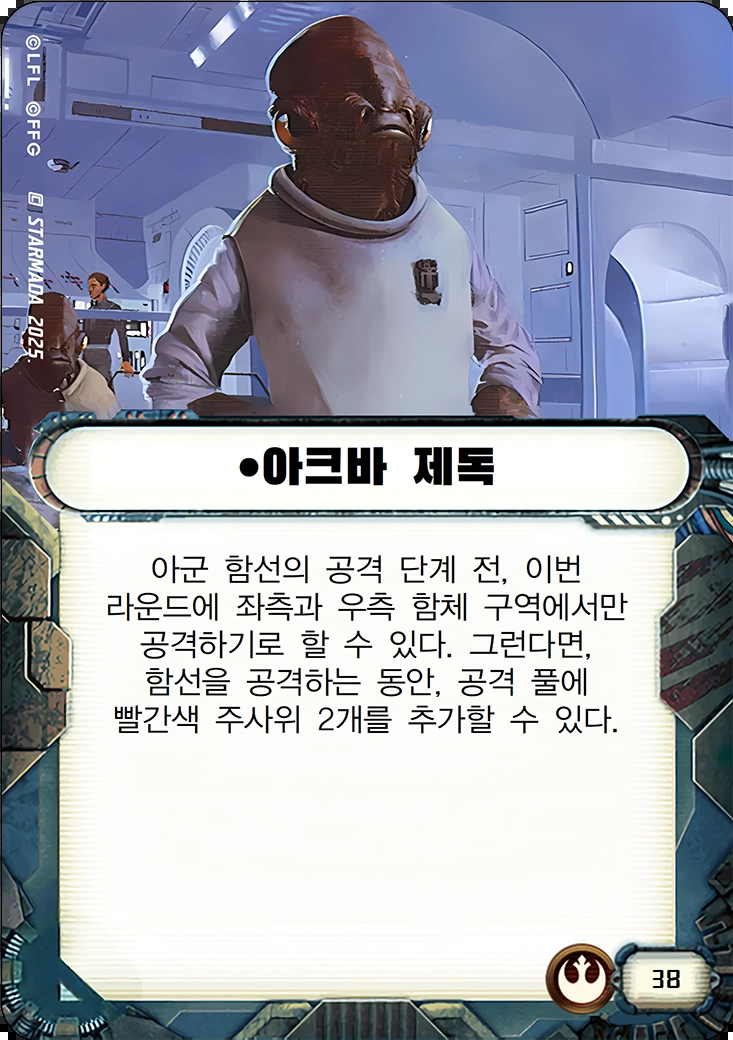 ©LFL ©FFG
STARMADA 2025.
•아크바 제독
아군 함선의 공격 단계 전, 이번
라운드에 좌측과 우측 함체 구역에서만
공격하기로 할 수 있다. 그런다면,
함선을 공격하는 동안, 공격 풀에
빨간색 주사위 2개를 추가할 수 있다.
38